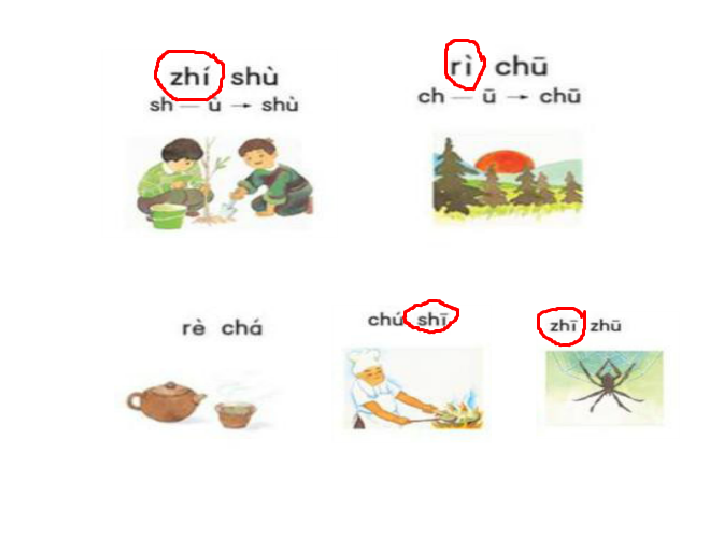 zhí shù
sh — ù → shù
rì chū
ch — ū → chū
rè chá
chú shī
zhī zhū